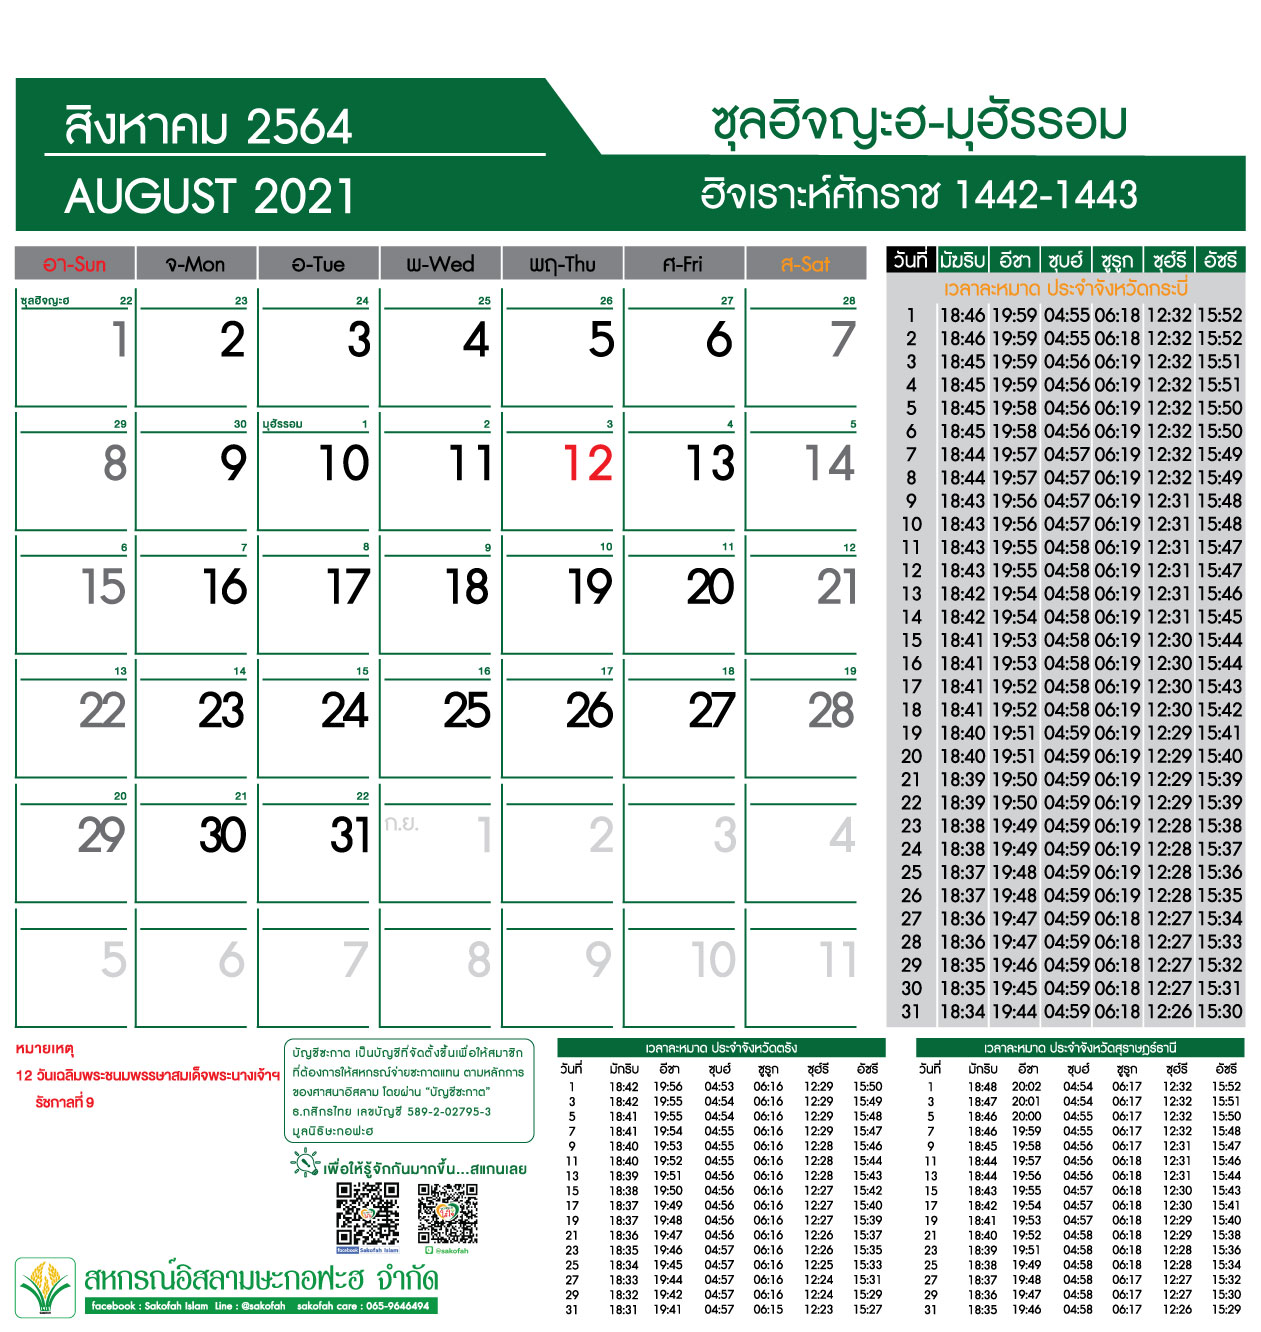 สิงหาคม 2564
AUGUST 2021
ซุลฮิจญะฮ-มุฮัรรอม
ฮิจเราะห์ศักราช 1442-1443
อา-Sun จ-Mon อ-Tue พ-Wed พฤ-Thu ศ-Fri ส-Sat
ซุลฮิจญะฮ 22 23 24 25 26 27 28
1 2 3 4 5 6 7
29 30 มุฮัรรอม 1 2 3 4 5
8 9 10 11 12 13 14
6 7 8 9 10 11 12
15 16 17 18 19 20 21
13 14 15 16 17 18 19
22 23 24 25 26 27 28
20 21 22
29 30 31 ก.ย. 1 2 3 4
5 6 7 8 9 10 11
วันที่ มัฆริบ อีชา ซุบฮ์ ซูรูก ซุฮ์รี อัซรี
เวลาละหมาด ประจำจังหวัดกระบี่
1 18:46 19:59 04:55 06:18 12:32 15:52
2 18:46 19:59 04:55 06:18 12:32 15:52
3 18:45 19:59 04:56 06:18 12:32 15:51
4 18:45 19:59 04:56 06:19 12:32 15:51
5 18:45 19:58 04:56 06:19 12:32 15:50
6 18:45 19:58 04:56 06:19 12:32 15:50
7 18:44 19:57 04:57 06:19 12:32 15:49
8 18:44 19:57 04:57 06:19 12:32 15:49
9 18:43 19:56 04:57 06:19 12:31 15:48
10 18:43 19:56 04:57 06:19 12:31 15:48
11 18:43 19:55 04:58 06:19 12:31 15:47
12 18:43 19:55 04:58 06:19 12:31 15:47
13 18:42 19:54 04:58 06:19 12:31 15:46
14 18:42 19:54 04:58 06:19 12:31 15:45
15 18:41 19:53 04:58 06:19 12:30 15:44
16 18:41 19:53 04:58 06:19 12:30 15:44
17 18:41 19:52 04:58 06:19 12:30 15:43
18 18:41 19:52 04:58 06:19 12:30 15:42
19 18:40 19:51 04:59 06:19 12:29 15:41
20 18:40 19:51 04:59 06:19 12:29 15:40
21 18:39 19:50 04:59 06:19 12:29 15:39
22 18:39 19:50 04:59 06:19 12:29 15:39
23 18:38 19:49 04:59 06:19 12:28 15:38
24 18:38 19:49 04:59 06:19 12:28 15:37
25 18:37 19:48 04:59 06:19 12:28 15:36
26 18:37 19:48 04:59 06:19 12:28 15:35
27 18:36 19:47 04:59 06:18 12:27 15:34
28 18:36 19:47 04:59 06:18 12:27 15:33
29 18:35 19:46 04:59 06:18 12:27 15:32
30 18:35 19:45 04:59 06:18 12:27 15:31
31 18:34 19:44 04:59 06:18 12:26 15:30
หมายเหตุ
12 วันเฉลิมพระชนมพรรษาสมเด็จพระนางเจ้าฯ
รัชกาลที่ 9
บัญชีซะกาต เป็นบัญชีที่จัดตั้งขึ้นเพื่อให้สมาชิก
ที่ต้องการให้สหกรณ์จ่ายซะกาตแทน ตามหลักการ
ของศาสนาอิสลาม โดยผ่าน "บัญชีซะกาต"
ธ.กสิกรไทย เลขบัญชี 589-2-02795-3
มูลนิธิษะกอฟะฮ
เพื่อให้รู้จักกันมากขึ้น...สแกนเลย
facebook Sakofah Islam
@sakofah
สหกรณ์อิสลามษะกอฟะฮ จำกัด
facebook : Sakofah Islam Line : @sakofah sakofah care : 065-9646494
เวลาละหมาด ประจำจังหวัดตรัง
วันที่ มักริบ อีชา ซุบฮ์ ซูรูก ซุฮ์รี อัซรี
1 18:42 19:56 04:53 06:16 12:29 15:50
3 18:42 19:55 04:54 06:16 12:29 15:49
5 18:41 19:55 04:54 06:16 12:29 15:48
7 18:41 19:54 04:55 06:16 12:29 15:47
9 18:40 19:53 04:55 06:16 12:28 15:46
11 18:40 19:52 04:55 06:16 12:28 15:44
13 18:39 19:51 04:56 06:16 12:28 15:43
15 18:38 19:50 04:56 06:16 12:27 15:42
17 18:37 19:49 04:56 06:16 12:27 15:40
19 18:37 19:48 04:56 06:16 12:27 15:39
21 18:36 19:47 04:56 06:16 12:26 15:37
23 18:35 19:46 04:57 06:16 12:26 15:35
25 18:34 19:45 04:57 06:16 12:25 15:33
27 18:33 19:44 04:57 06:16 12:24 15:31
29 18:32 19:42 04:57 06:16 12:24 15:29
31 18:31 19:41 04:57 06:15 12:23 15:27
เวลาละหมาด ประจำจังหวัดสุราษฎร์ธานี
วันที่ มักริบ อีชา ซุบฮ์ ซูรูก ซุฮ์รี อัซรี
1 18:48 20:02 04:54 06:17 12:32 15:52
3 18:47 20:01 04:54 06:17 12:32 15:51
5 18:46 20:00 04:55 06:17 12:32 15:50
7 18:46 19:59 04:55 06:17 12:32 15:48
9 18:45 19:58 04:56 06:17 12:31 15:47
11 18:44 19:57 04:56 06:18 12:31 15:46
13 18:44 19:56 04:56 06:18 12:31 15:44
15 18:43 19:55 04:57 06:18 12:30 15:43
17 18:42 19:54 04:57 06:18 12:30 15:41
19 18:41 19:53 04:57 06:18 12:29 15:40
21 18:40 19:52 04:58 06:18 12:29 15:38
23 18:39 19:51 04:58 06:18 12:28 15:36
25 18:38 19:49 04:58 06:18 12:28 15:34
27 18:37 19:48 04:58 06:17 12:27 15:32
29 18:36 19:47 04:58 06:17 12:27 15:30
31 18:35 19:46 04:58 06:17 12:26 15:29